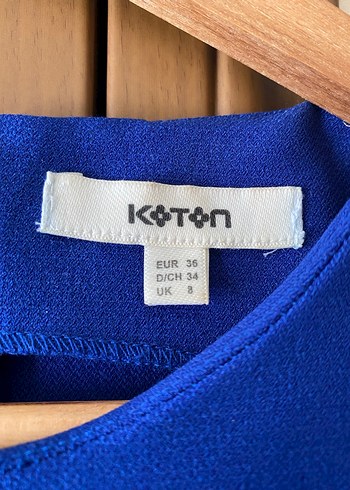 KOTON
EUR 36
D/CH 34
UK 8